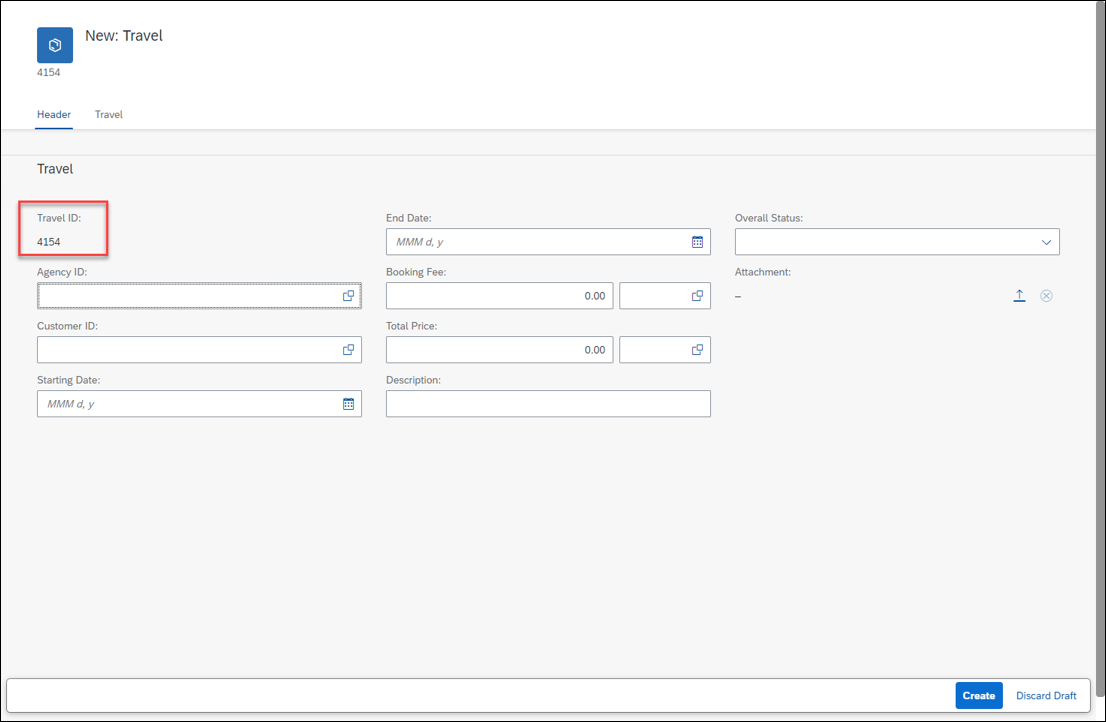 New: Travel
4154
Header Travel
Travel
Travel ID:
4154
Agency ID:
Customer ID:
Starting Date:
MMM d, y
End Date:
MMM d, y
Booking Fee:
0.00
Total Price:
0.00
Description:
Overall Status:
Attachment:
–
Create Discard Draft